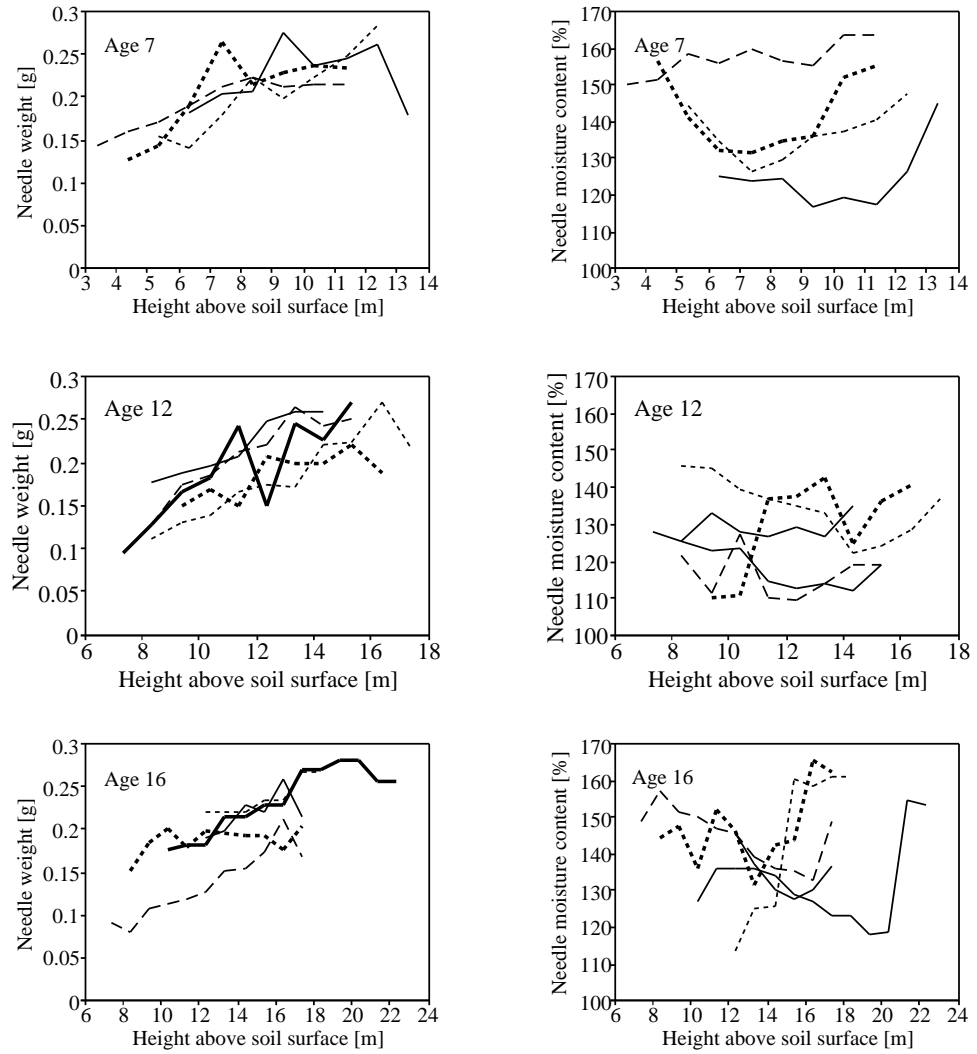 Age 7
Needle weight [g]
0.3
0.25
0.2
0.15
0.1
0.05
0
3 4 5 6 7 8 9 10 11 12 13 14
Height above soil surface [m]
Age 7
Needle moisture content [%]
170
160
150
140
130
120
110
100
3 4 5 6 7 8 9 10 11 12 13 14
Height above soil surface [m]
Age 12
Needle weight [g]
0.3
0.25
0.2
0.15
0.1
0.05
0
6 8 10 12 14 16 18
Height above soil surface [m]
Age 12
Needle moisture content [%]
170
160
150
140
130
120
110
100
6 8 10 12 14 16 18
Height above soil surface [m]
Age 16
Needle weight [g]
0.3
0.25
0.2
0.15
0.1
0.05
0
6 8 10 12 14 16 18 20 22 24
Height above soil surface [m]
Age 16
Needle moisture content [%]
170
160
150
140
130
120
110
100
6 8 10 12 14 16 18 20 22 24
Height above soil surface [m]